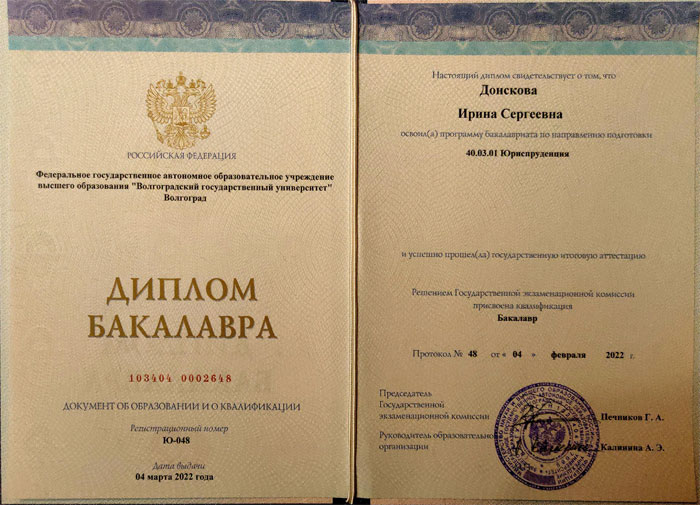 РОССИЙСКАЯ ФЕДЕРАЦИЯ
Федеральное государственное автономное образовательное учреждение
высшего образования "Волгоградский государственный университет"
Волгоград
ДИПЛОМ
БАКАЛАВРА
103404 0002648
ДОКУМЕНТ ОБ ОБРАЗОВАНИИ И О КВАЛИФИКАЦИИ
Регистрационный номер
Ю-048
Дата выдачи
04 марта 2022 года
Настоящий диплом свидетельствует о том, что
Донскова
Ирина Сергеевна
освоил(а) программу бакалавриата по направлению подготовки
40.03.01 Юриспруденция
и успешно прошел(ла) государственную итоговую аттестацию
Решением Государственной экзаменационной комиссии
присвоена квалификация
Бакалавр
Протокол № 48 от « 04 » февраля 2022 г.
Председатель
Государственной
экзаменационной комиссии Печников Г. А.
Руководитель образовательной
организации Калинина А. Э.